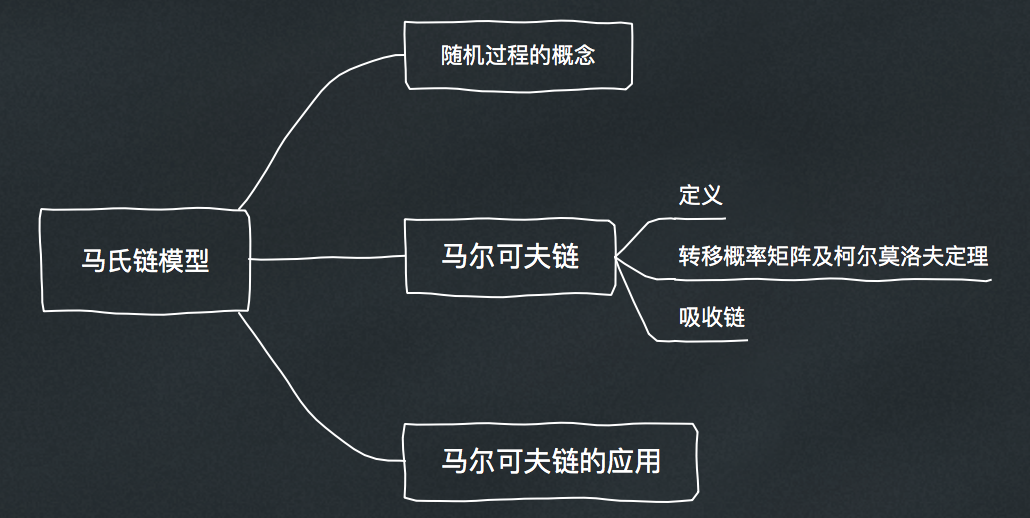 随机过程的概念
马氏链模型
马尔可夫链
定义
转移概率矩阵及柯尔莫洛夫定理
吸收链
马尔可夫链的应用